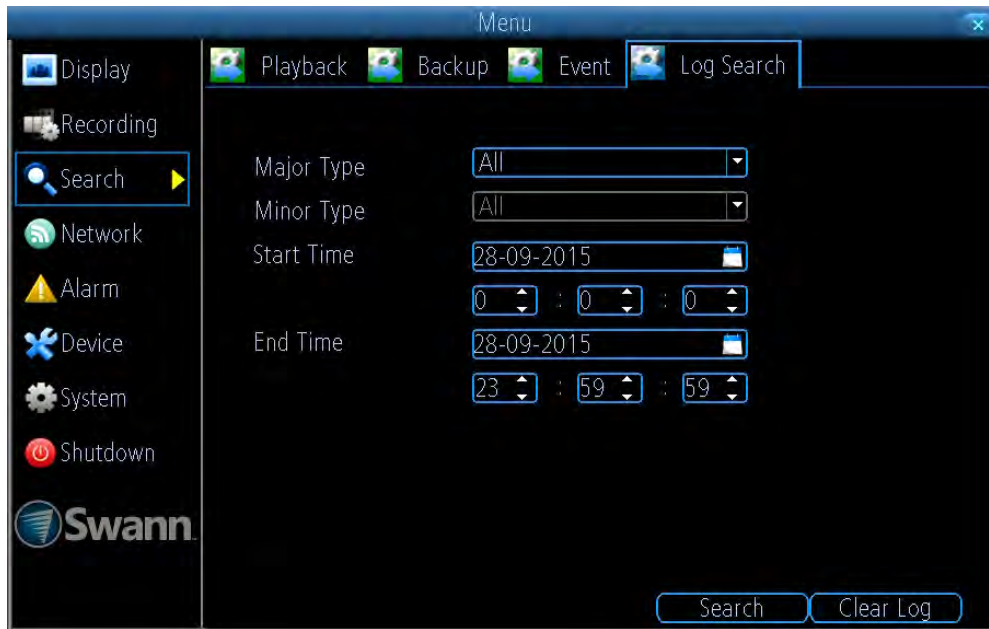 Menu
Display
Recording
Search
Network
Alarm
Device
System
Shutdown
Swann
Playback Backup Event Log Search
Major Type All
Minor Type All
Start Time 28-09-2015
0 : 0 : 0
End Time 28-09-2015
23 : 59 : 59
Search Clear Log